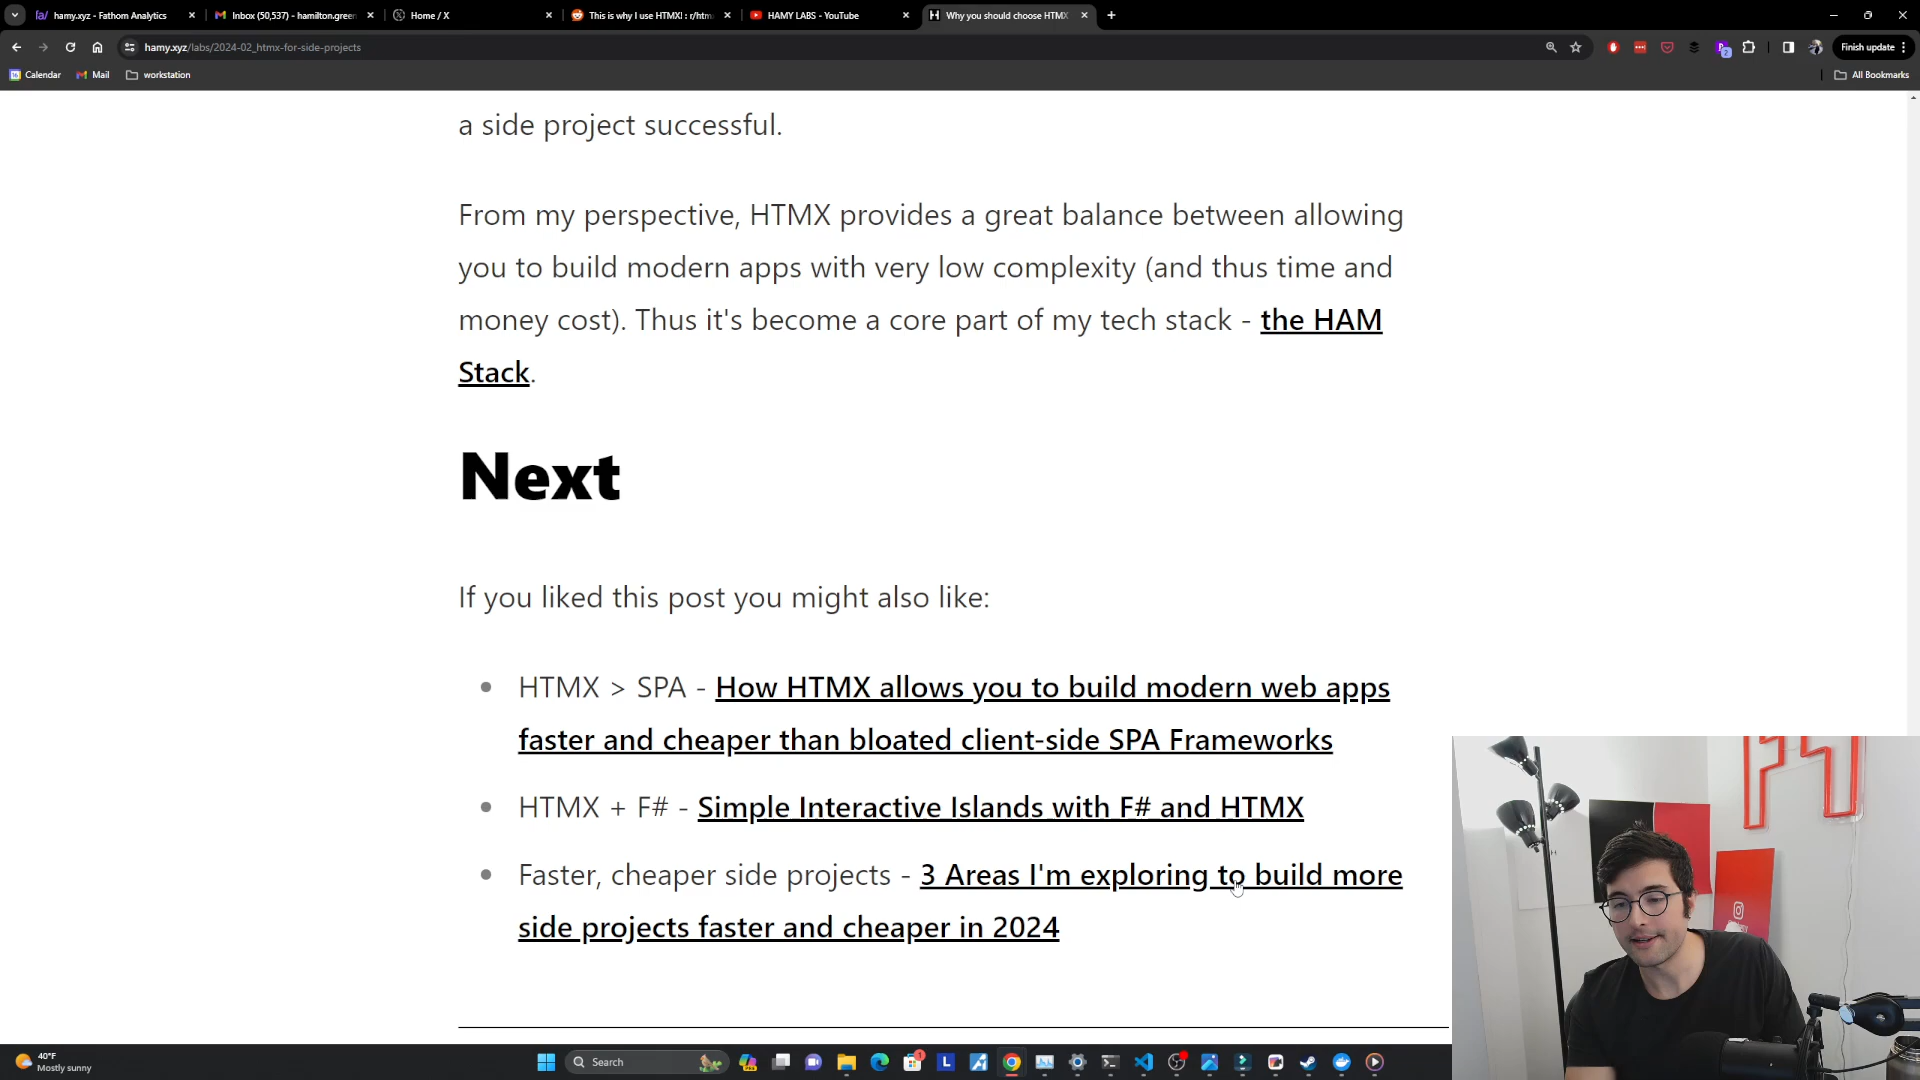 hamy.xyz - Fathom Analytics
Inbox (50,537) - hamilton.green
Home / X
This is why I use HTMX! : r/htm
HAMY LABS - YouTube
Why you should choose HTMX
hamy.xyz/labs/2024-02_htmx-for-side-projects
Finish update
Calendar
Mail
workstation
All Bookmarks
a side project successful.
From my perspective, HTMX provides a great balance between allowing
you to build modern apps with very low complexity (and thus time and
money cost). Thus it's become a core part of my tech stack - the HAM
Stack.
Next
If you liked this post you might also like:
HTMX > SPA - How HTMX allows you to build modern web apps
faster and cheaper than bloated client-side SPA Frameworks
HTMX + F# - Simple Interactive Islands with F# and HTMX
Faster, cheaper side projects - 3 Areas I'm exploring to build more
side projects faster and cheaper in 2024
40°F
Mostly sunny
Search